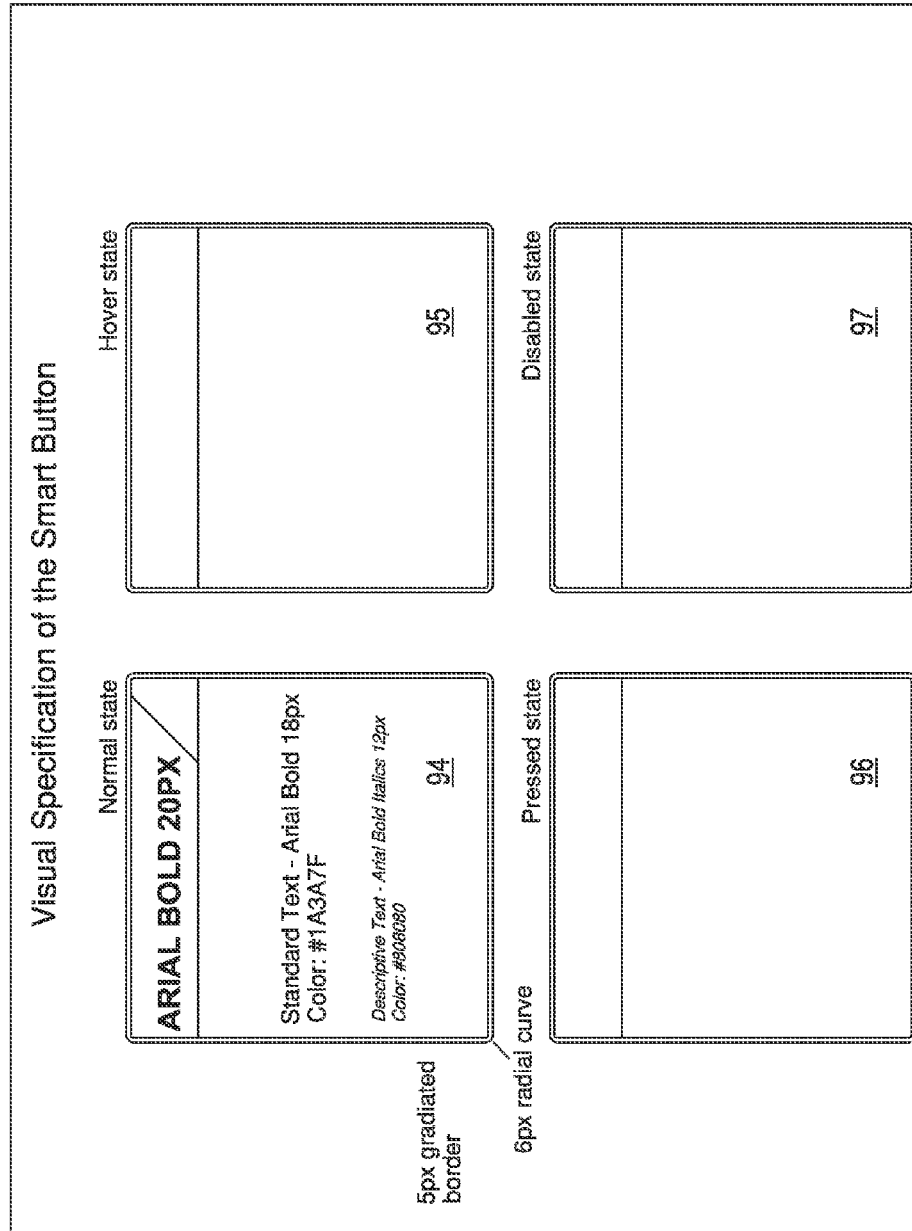 Visual Specification of the Smart Button
Normal state
Hover state
ARIAL BOLD 20PX
Standard Text - Arial Bold 18px
Color: #1A3A7F
Descriptive Text - Arial Bold Italics 12px
Color: #808080
94
95
5px gradiated
border
6px radial curve
Pressed state
Disabled state
96
97